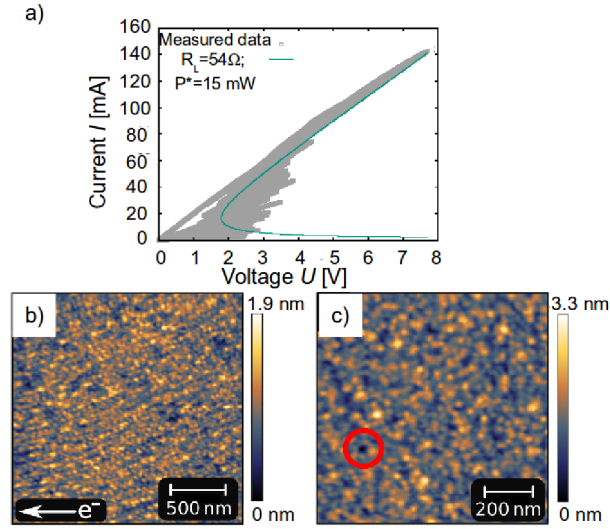 a)
160
140
120
100
80
60
40
20
0
Current I [mA]
Measured data
R_L=54Ω;
P*=15 mW
0 1 2 3 4 5 6 7 8
Voltage U [V]
b)
1.9 nm
e⁻
500 nm
0 nm
c)
3.3 nm
200 nm
0 nm